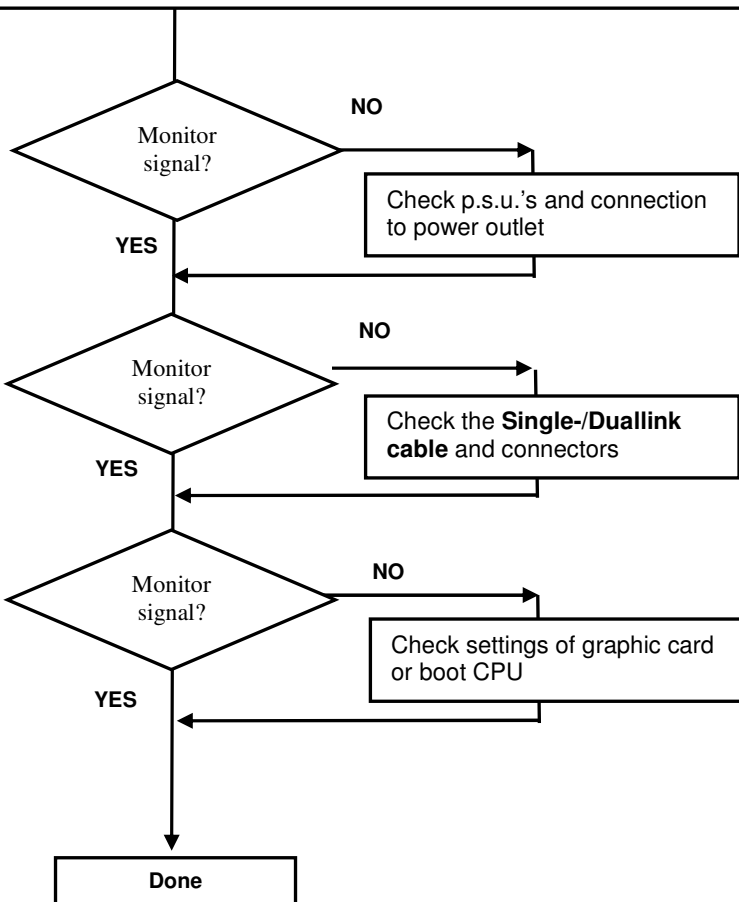 Monitor
signal?
NO
Check p.s.u.'s and connection
to power outlet
YES
Monitor
signal?
NO
Check the Single-/Duallink
cable and connectors
YES
Monitor
signal?
NO
Check settings of graphic card
or boot CPU
YES
Done